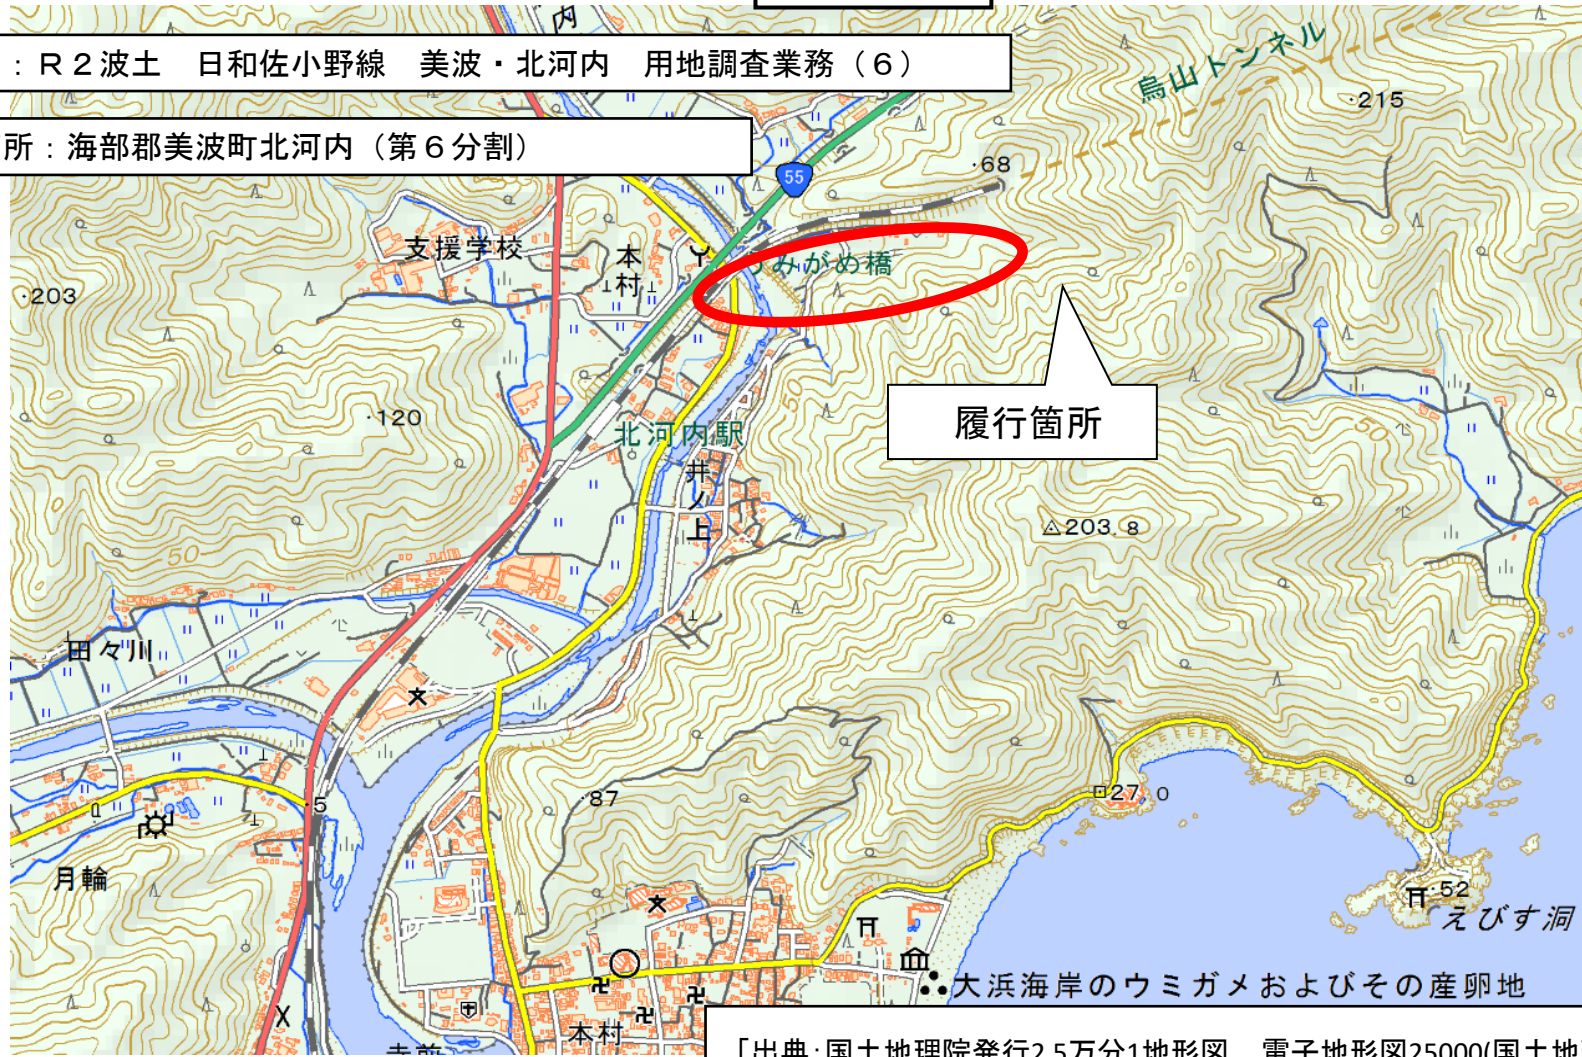 ：Ｒ２波土　日和佐小野線　美波・北河内　用地調査業務（６）
所：海部郡美波町北河内（第６分割）
内
鳥山トンネル
・215
・68
55
支援学校
本村
うみがめ橋
・203
履行箇所
・120
北河内駅
井ノ上
50
203.8
50
田々川
・87
27.0
・5
月輪
・52
えびす洞
大浜海岸のウミガメおよびその産卵地
本村
「出典：国土地理院発行2.5万分1地形図　電子地形図25000(国土地